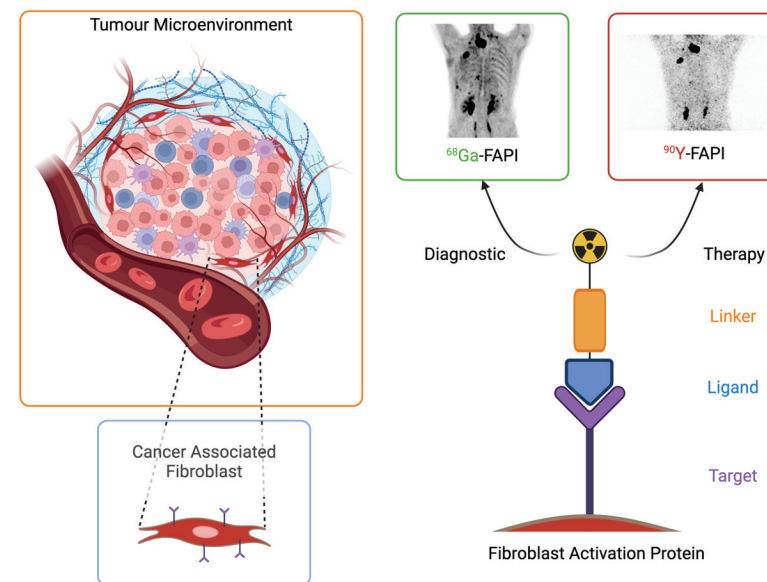 Tumour Microenvironment
Cancer Associated
Fibroblast
⁶⁸Ga-FAPI
⁹⁰Y-FAPI
Diagnostic
Therapy
Linker
Ligand
Target
Fibroblast Activation Protein